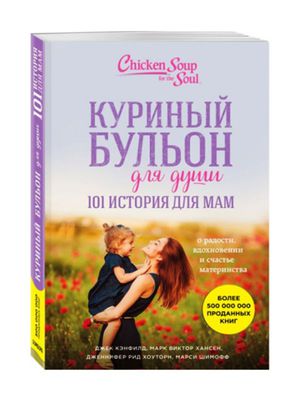 Chicken Soup
for the
Soul
КУРИНЫЙ
БУЛЬОН
для души
101 ИСТОРИЯ ДЛЯ МАМ
о радости,
вдохновении
и счастье
материнства
БОЛЕЕ
500 000 000
ПРОДАННЫХ
КНИГ
ДЖЕК КЭНФИЛД, МАРК ВИКТОР ХАНСЕН,
ДЖЕННИФЕР РИД ХОУТОРН, МАРСИ ШИМОФФ
КУРИНЫЙ БУЛЬОН для души 101 ИСТОРИЯ ДЛЯ МАМ